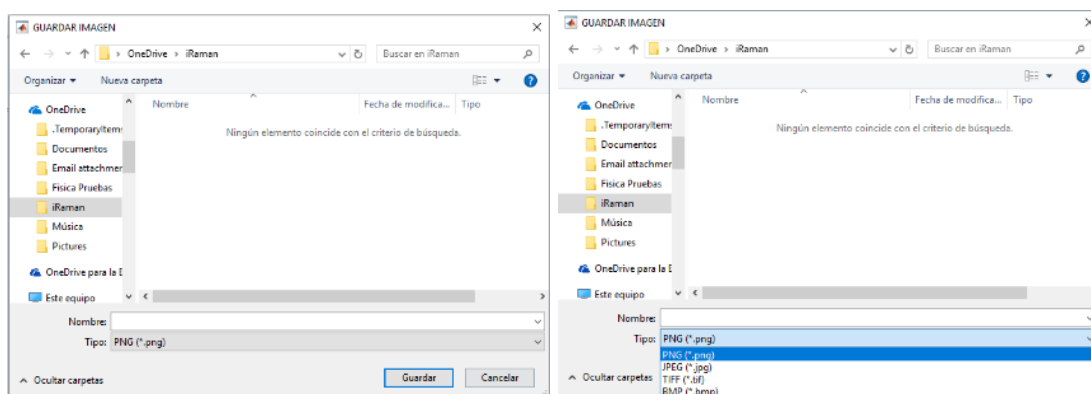 GUARDAR IMAGEN
OneDrive > iRaman
Buscar en iRaman
Organizar
Nueva carpeta
Nombre
Fecha de modifica...
Tipo
Ningún elemento coincide con el criterio de búsqueda.
OneDrive
.TemporaryItems
Documentos
Email attachmer
Fisica Pruebas
iRaman
Música
Pictures
OneDrive para la E
Este equipo
Nombre:
Tipo: PNG (*.png)
Ocultar carpetas
Guardar
Cancelar
GUARDAR IMAGEN
OneDrive > iRaman
Buscar en iRaman
Organizar
Nueva carpeta
Nombre
Fecha de modifica...
Tipo
Ningún elemento coincide con el criterio de búsqueda.
OneDrive
.TemporaryItems
Documentos
Email attachmer
Fisica Pruebas
iRaman
Música
Pictures
OneDrive para la E
Este equipo
Nombre:
Tipo: PNG (*.png)
PNG (*.png)
JPEG (*.jpg)
TIFF (*.tif)
BMP (*.bmp)
Ocultar carpetas